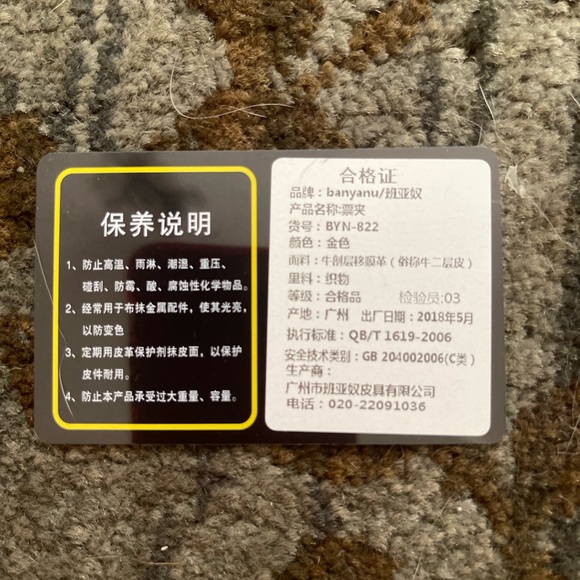 保养说明
1、防止高温、雨淋、潮湿、重压、
碰刮、防霉、酸、腐蚀性化学物品。
2、经常用于布抹金属配件，使其光亮，
以防变色
3、定期用皮革保护剂抹皮面，以保护
皮件耐用。
4、防止本产品承受过大重量、容量。
合格证
品牌：banyanu/班亚奴
产品名称:票夹
货号：BYN-822
颜色：金色
面料：牛剖层移膜革（俗称牛二层皮）
里料：织物
等级：合格品 检验员:03
产地：广州 出厂日期：2018年5月
执行标准：QB/T 1619-2006
安全技术类别：GB 204002006(C类)
生产商：
广州市班亚奴皮具有限公司
电话：020-22091036